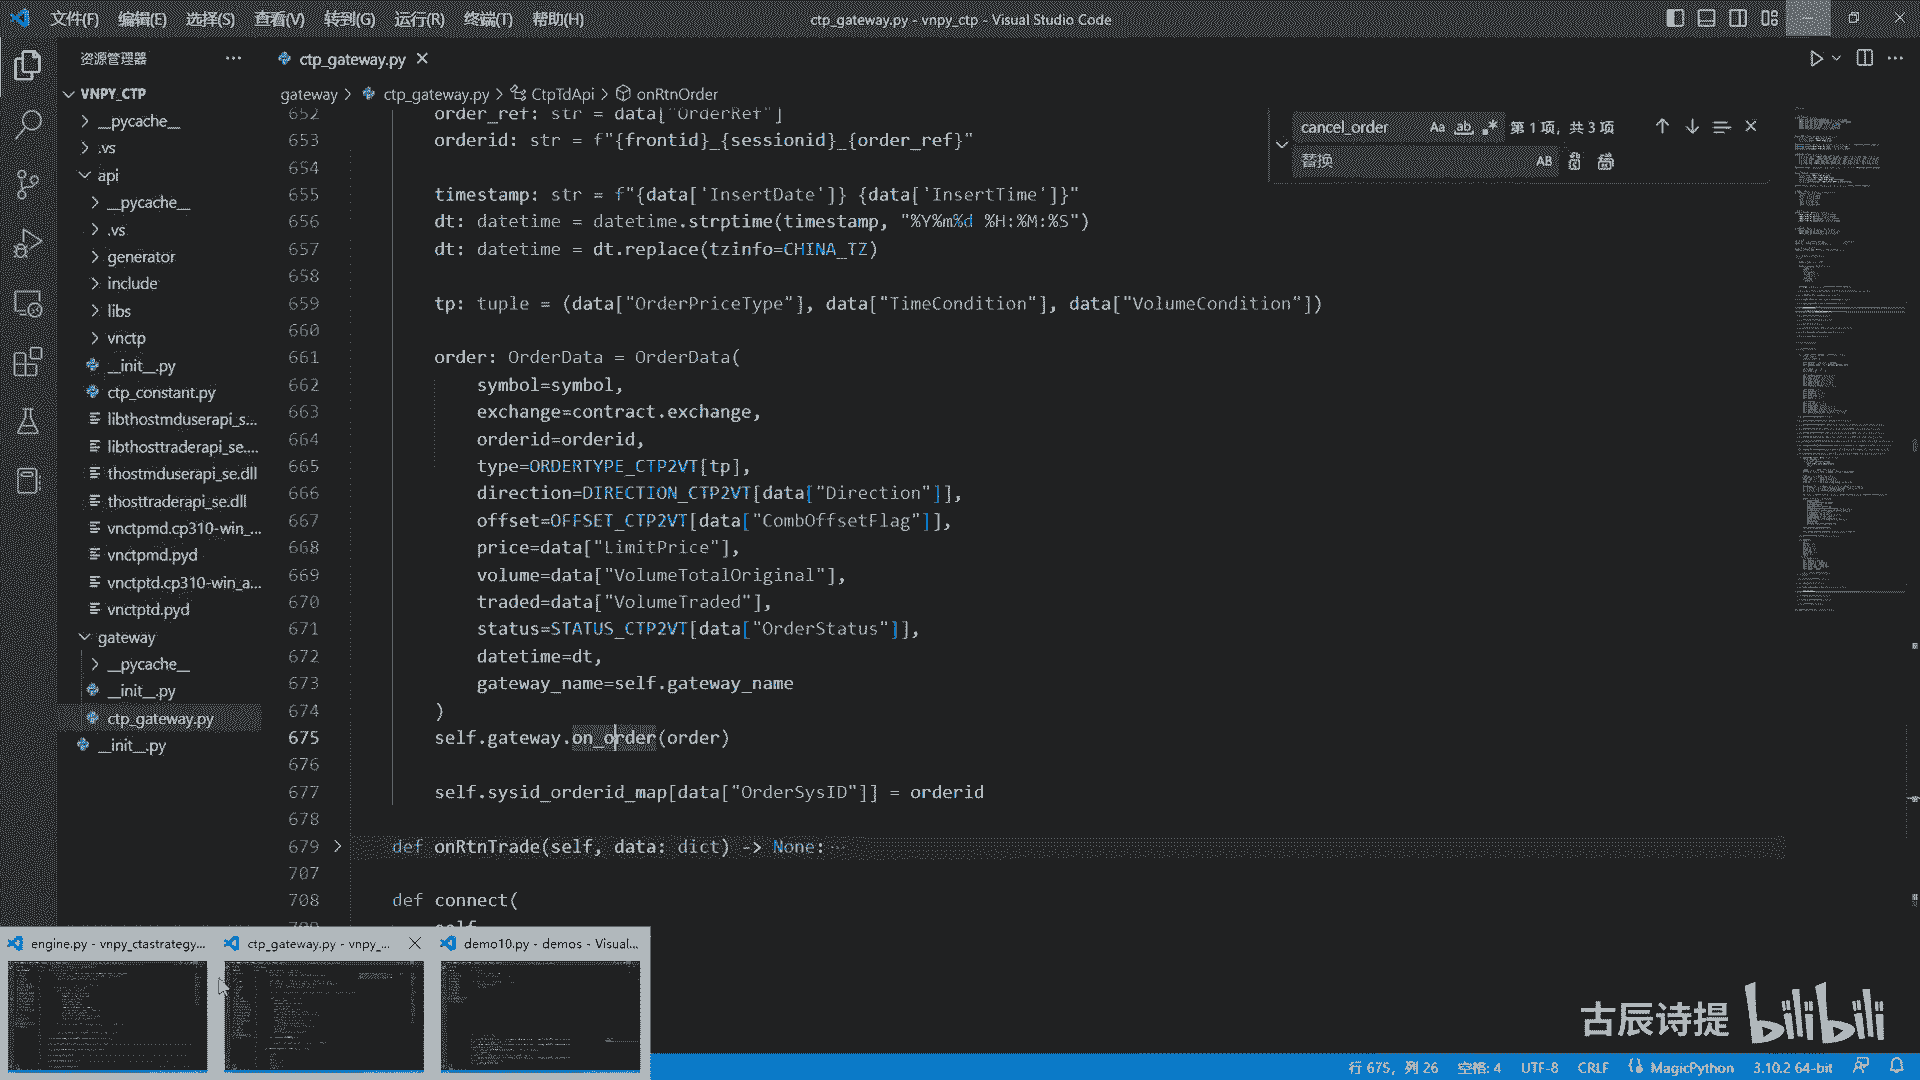 文件(F) 编辑(E) 选择(S) 查看(V) 转到(G) 运行(R) 终端(T) 帮助(H) ctp_gateway.py - vnpy_ctp - Visual Studio Code
资源管理器
ctp_gateway.py
VNPY_CTP
__pycache__
.vs
api
__pycache__
.vs
generator
include
libs
vnctp
__init__.py
ctp_constant.py
libthostmduserapi_s...
libthosttraderapi_se....
thostmduserapi_se.dll
thosttraderapi_se.dll
vnctpmd.cp310-win_...
vnctpmd.pyd
vnctptd.cp310-win_a...
vnctptd.pyd
gateway
__pycache__
__init__.py
ctp_gateway.py
__init__.py
gateway > ctp_gateway.py > CtpTdApi > onRtnOrder
cancel_order Aa ab 第 1 项, 共 3 项
替换 AB
652 order_ref: str = data["OrderRef"]
653 orderid: str = f"{frontid}_{sessionid}_{order_ref}"
654
655 timestamp: str = f"{data['InsertDate']} {data['InsertTime']}"
656 dt: datetime = datetime.strptime(timestamp, "%Y%m%d %H:%M:%S")
657 dt: datetime = dt.replace(tzinfo=CHINA_TZ)
658
659 tp: tuple = (data["OrderPriceType"], data["TimeCondition"], data["VolumeCondition"])
660
661 order: OrderData = OrderData(
662 symbol=symbol,
663 exchange=contract.exchange,
664 orderid=orderid,
665 type=ORDERTYPE_CTP2VT[tp],
666 direction=DIRECTION_CTP2VT[data["Direction"]],
667 offset=OFFSET_CTP2VT[data["CombOffsetFlag"]],
668 price=data["LimitPrice"],
669 volume=data["VolumeTotalOriginal"],
670 traded=data["VolumeTraded"],
671 status=STATUS_CTP2VT[data["OrderStatus"]],
672 datetime=dt,
673 gateway_name=self.gateway_name
674 )
675 self.gateway.on_order(order)
676
677 self.sysid_orderid_map[data["OrderSysID"]] = orderid
678
679 def onRtnTrade(self, data: dict) -> None:
707
708 def connect(
engine.py - vnpy_ctastrategy... ctp_gateway.py - vnpy_... demo10.py - demos - Visual...
古辰诗提 bilibili
行 675, 列 26 空格: 4 UTF-8 CRLF MagicPython 3.10.2 64-bit